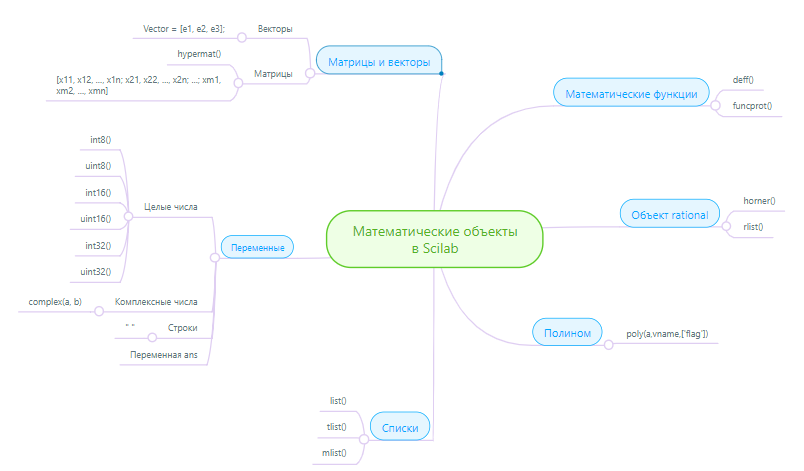 Математические объекты
в Scilab
Матрицы и векторы
Векторы
Vector = [e1, e2, e3];
Матрицы
hypermat()
[x11, x12, ..., x1n; x21, x22, ..., x2n; ...; xm1,
xm2, ..., xmn]
Переменные
Целые числа
int8()
uint8()
int16()
uint16()
int32()
uint32()
Комплексные числа
complex(a, b)
Строки
" "
Переменная ans
Списки
list()
tlist()
mlist()
Математические функции
deff()
funcprot()
Объект rational
horner()
rlist()
Полином
poly(a,vname,['flag'])